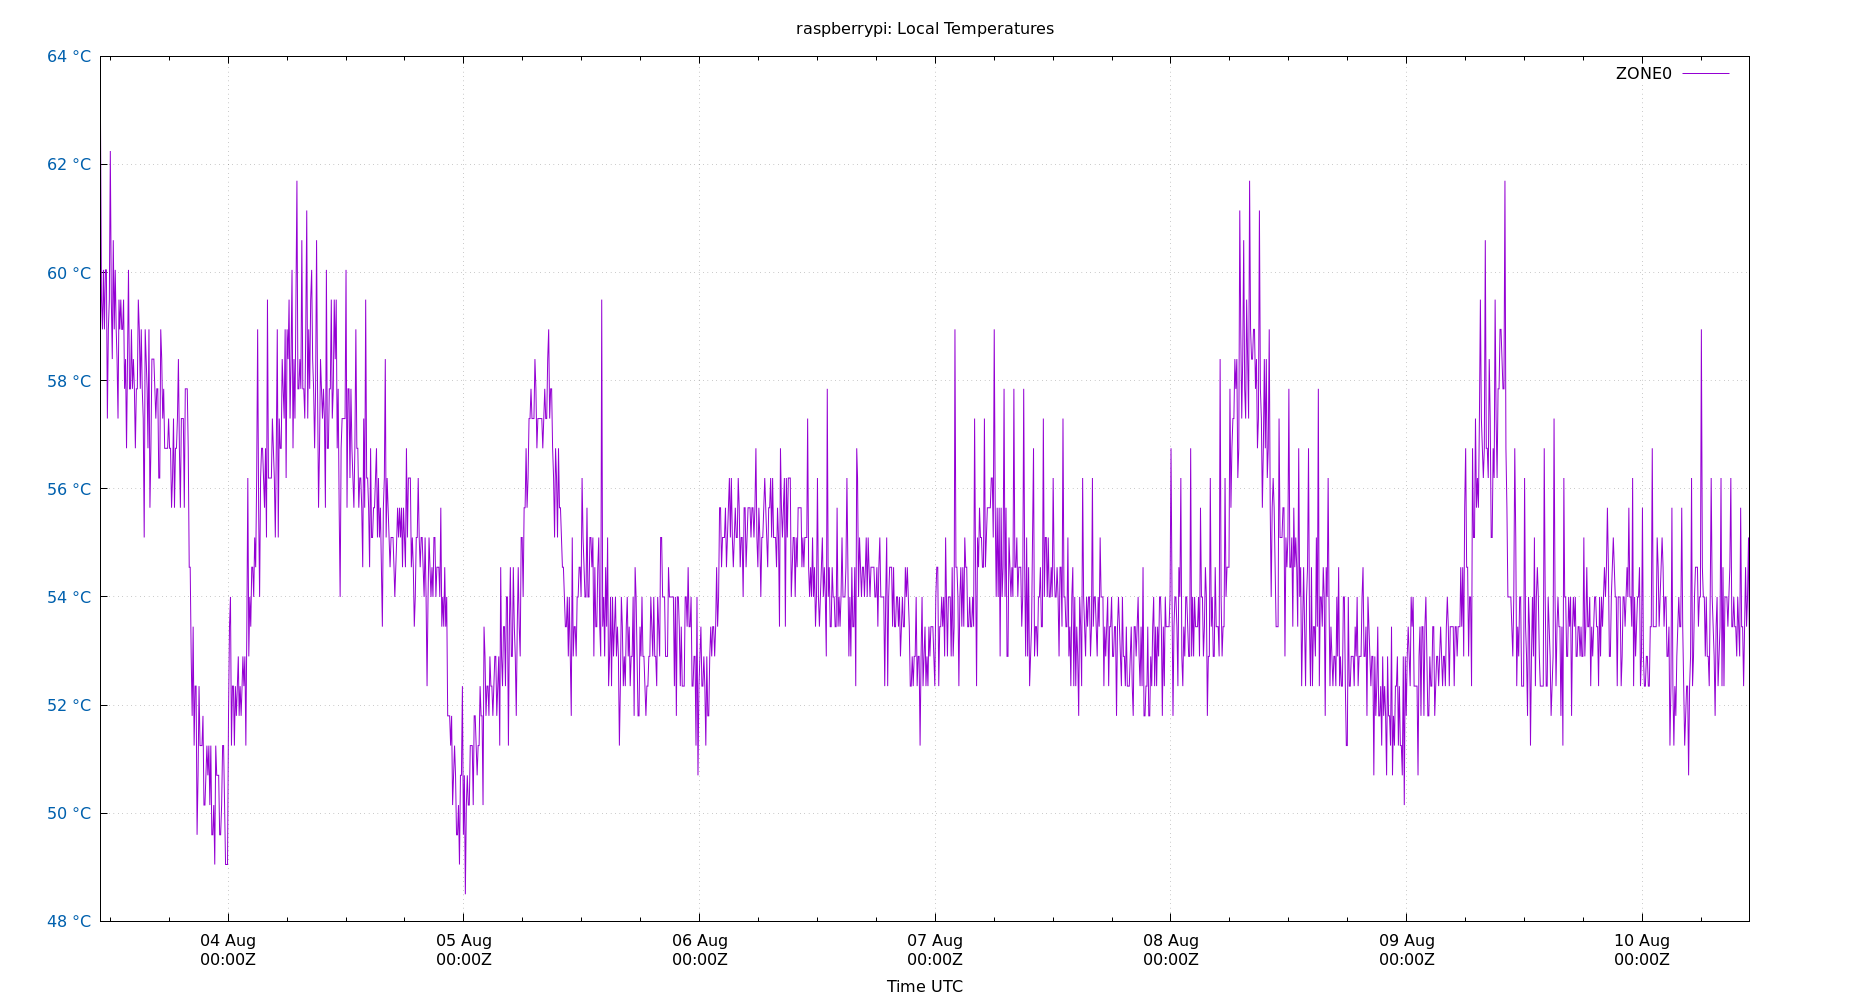 raspberrypi: Local Temperatures
64 °C
ZONE0
62 °C
60 °C
58 °C
56 °C
54 °C
52 °C
50 °C
48 °C
04 Aug 05 Aug 06 Aug 07 Aug 08 Aug 09 Aug 10 Aug
00:00Z 00:00Z 00:00Z 00:00Z 00:00Z 00:00Z 00:00Z
Time UTC